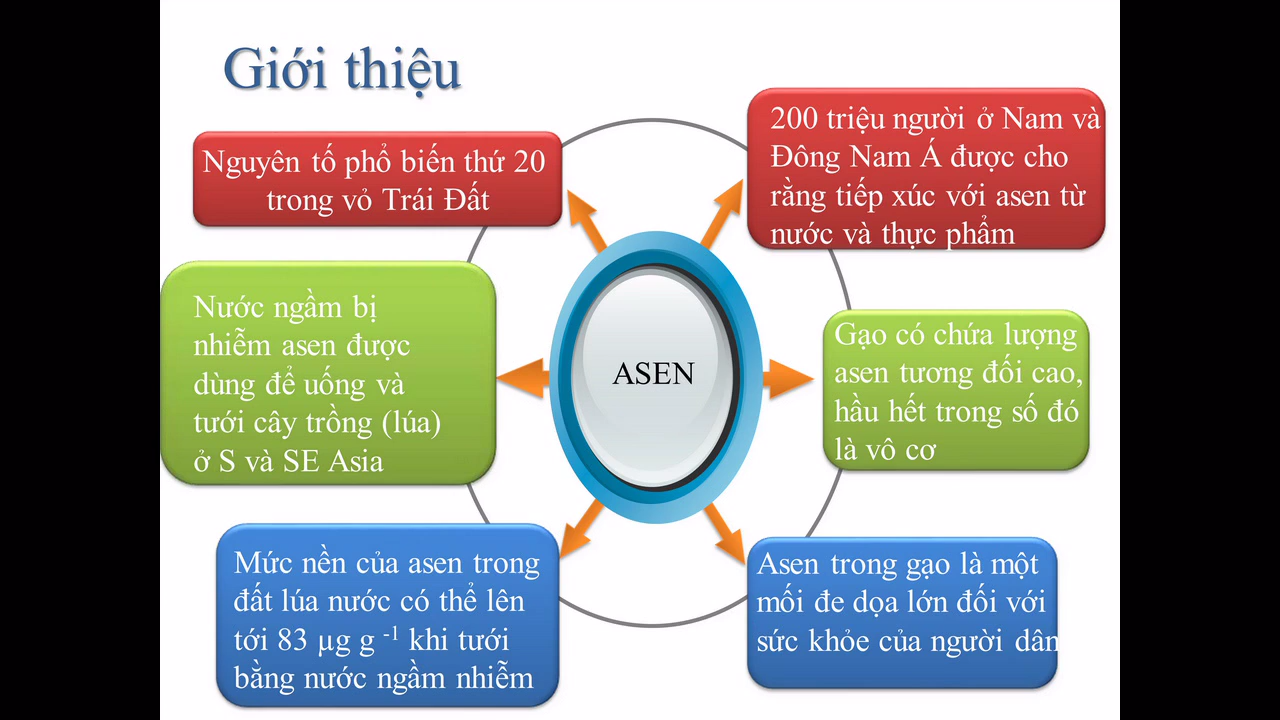 Giới thiệu
Nguyên tố phổ biến thứ 20
trong vỏ Trái Đất
200 triệu người ở Nam và
Đông Nam Á được cho
rằng tiếp xúc với asen từ
nước và thực phẩm
Nước ngầm bị
nhiễm asen được
dùng để uống và
tưới cây trồng (lúa)
ở S và SE Asia
ASEN
Gạo có chứa lượng
asen tương đối cao,
hầu hết trong số đó
là vô cơ
Mức nền của asen trong
đất lúa nước có thể lên
tới 83 µg g -1 khi tưới
bằng nước ngầm nhiễm
Asen trong gạo là một
mối đe dọa lớn đối với
sức khỏe của người dân